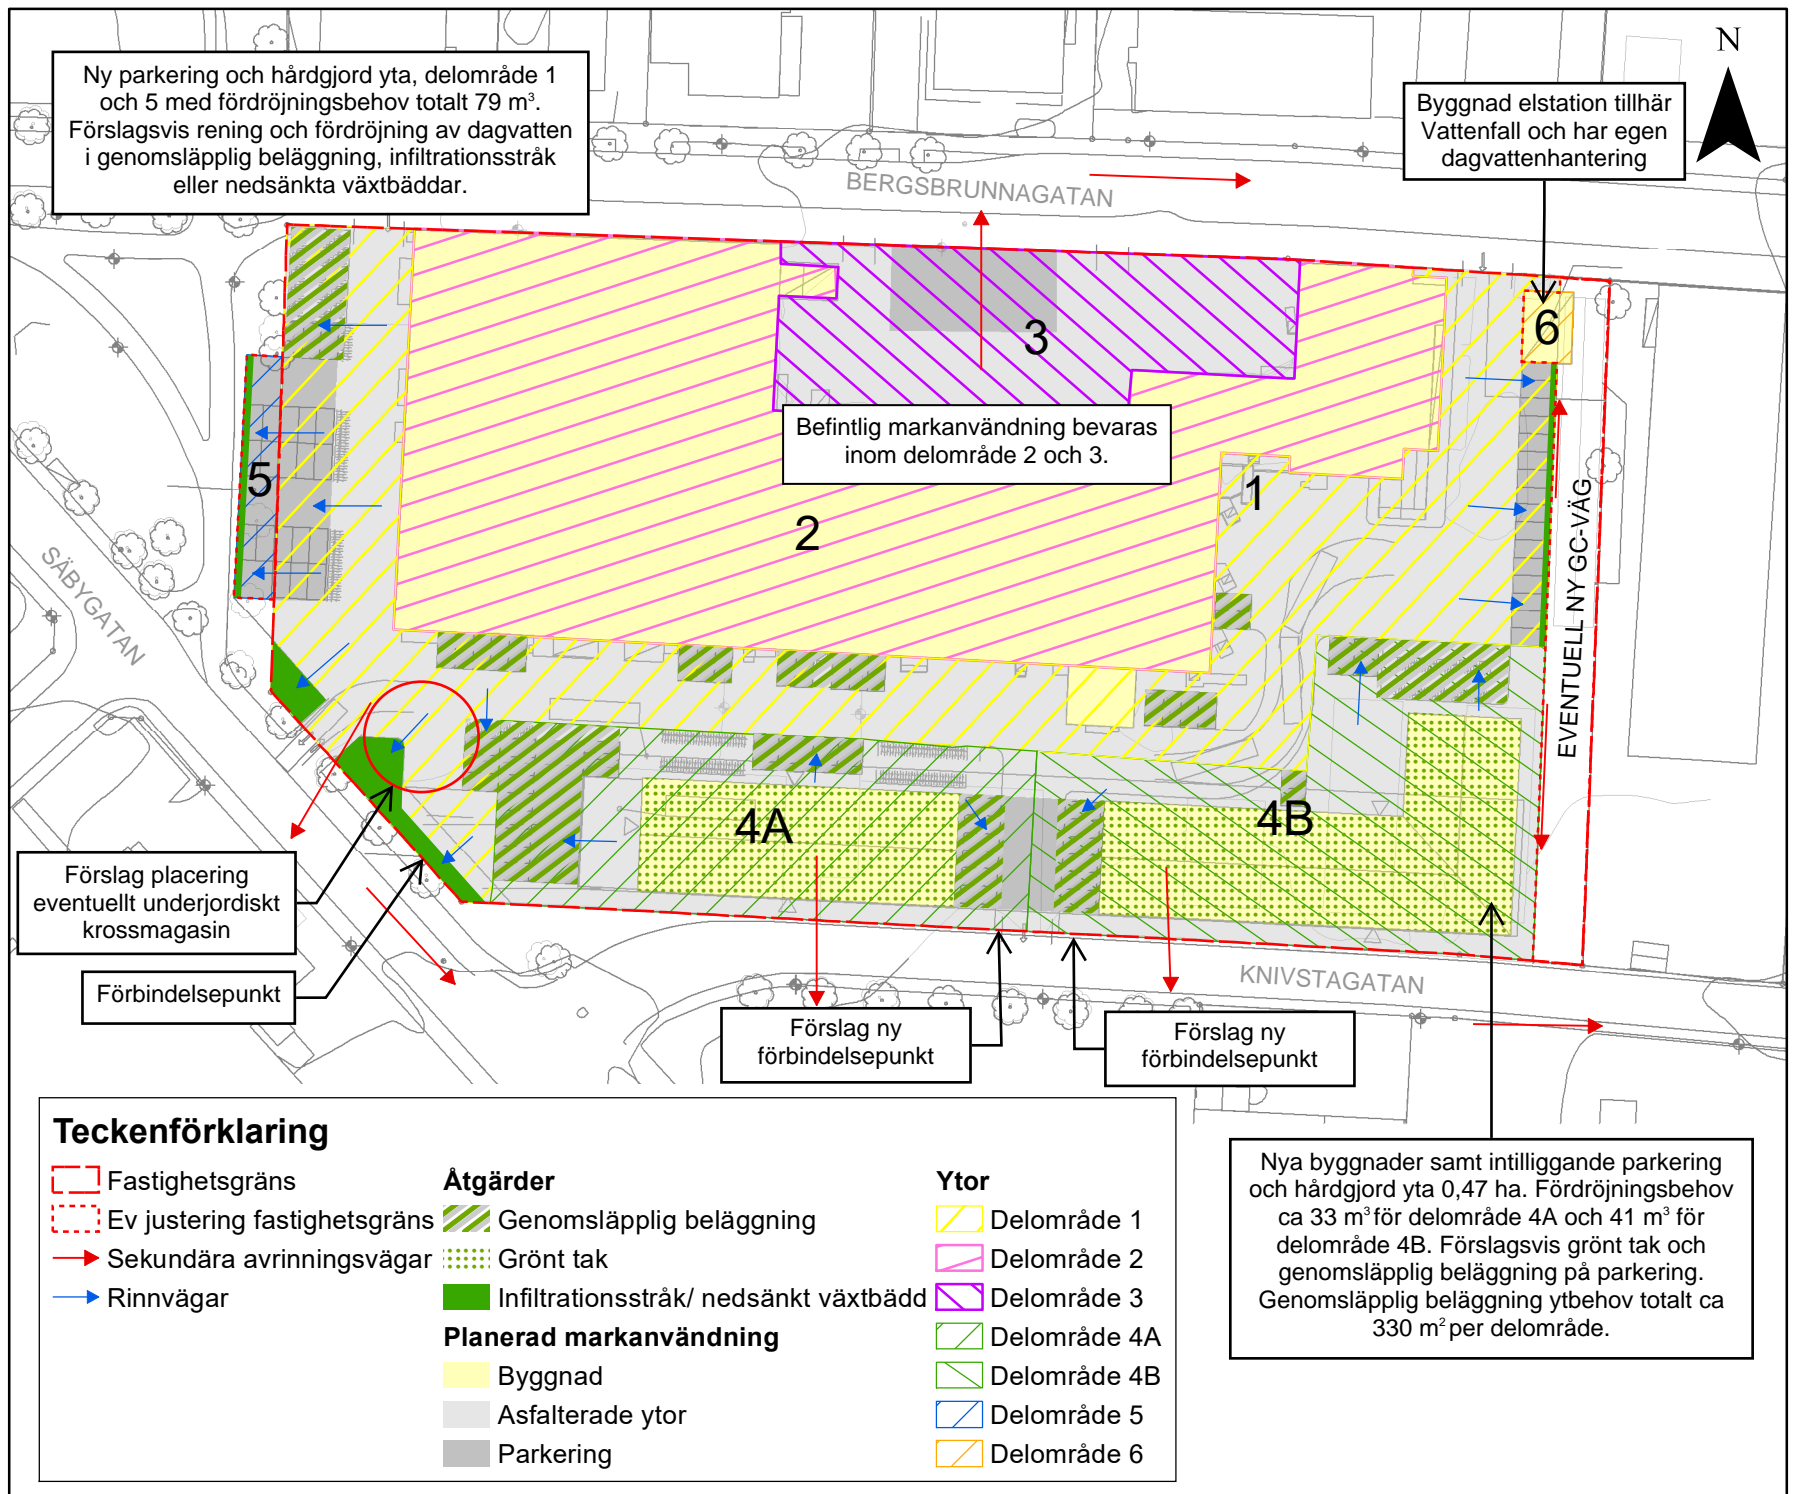 Ny parkering och hårdgjord yta, delområde 1
och 5 med fördröjningsbehov totalt 79 m³.
Förslagsvis rening och fördröjning av dagvatten
i genomsläpplig beläggning, infiltrationsstråk
eller nedsänkta växtbäddar.
N
Byggnad elstation tillhär
Vattenfall och har egen
dagvattenhantering
BERGSBRUNNAGATAN
3
6
Befintlig markanvändning bevaras
inom delområde 2 och 3.
5
1
2
SÄBYGATAN
EVENTUELL NY GC-VÄG
4A
4B
Förslag placering
eventuellt underjordiskt
krossmagasin
Förbindelsepunkt
KNIVSTAGATAN
Förslag ny
förbindelsepunkt
Förslag ny
förbindelsepunkt
Nya byggnader samt intilliggande parkering
och hårdgjord yta 0,47 ha. Fördröjningsbehov
ca 33 m³ för delområde 4A och 41 m³ för
delområde 4B. Förslagsvis grönt tak och
genomsläpplig beläggning på parkering.
Genomsläpplig beläggning ytbehov totalt ca
330 m² per delområde.
Teckenförklaring
Fastighetsgräns
Ev justering fastighetsgräns
Sekundära avrinningsvägar
Rinnvägar
Åtgärder
Genomsläpplig beläggning
Grönt tak
Infiltrationsstråk/ nedsänkt växtbädd
Planerad markanvändning
Byggnad
Asfalterade ytor
Parkering
Ytor
Delområde 1
Delområde 2
Delområde 3
Delområde 4A
Delområde 4B
Delområde 5
Delområde 6